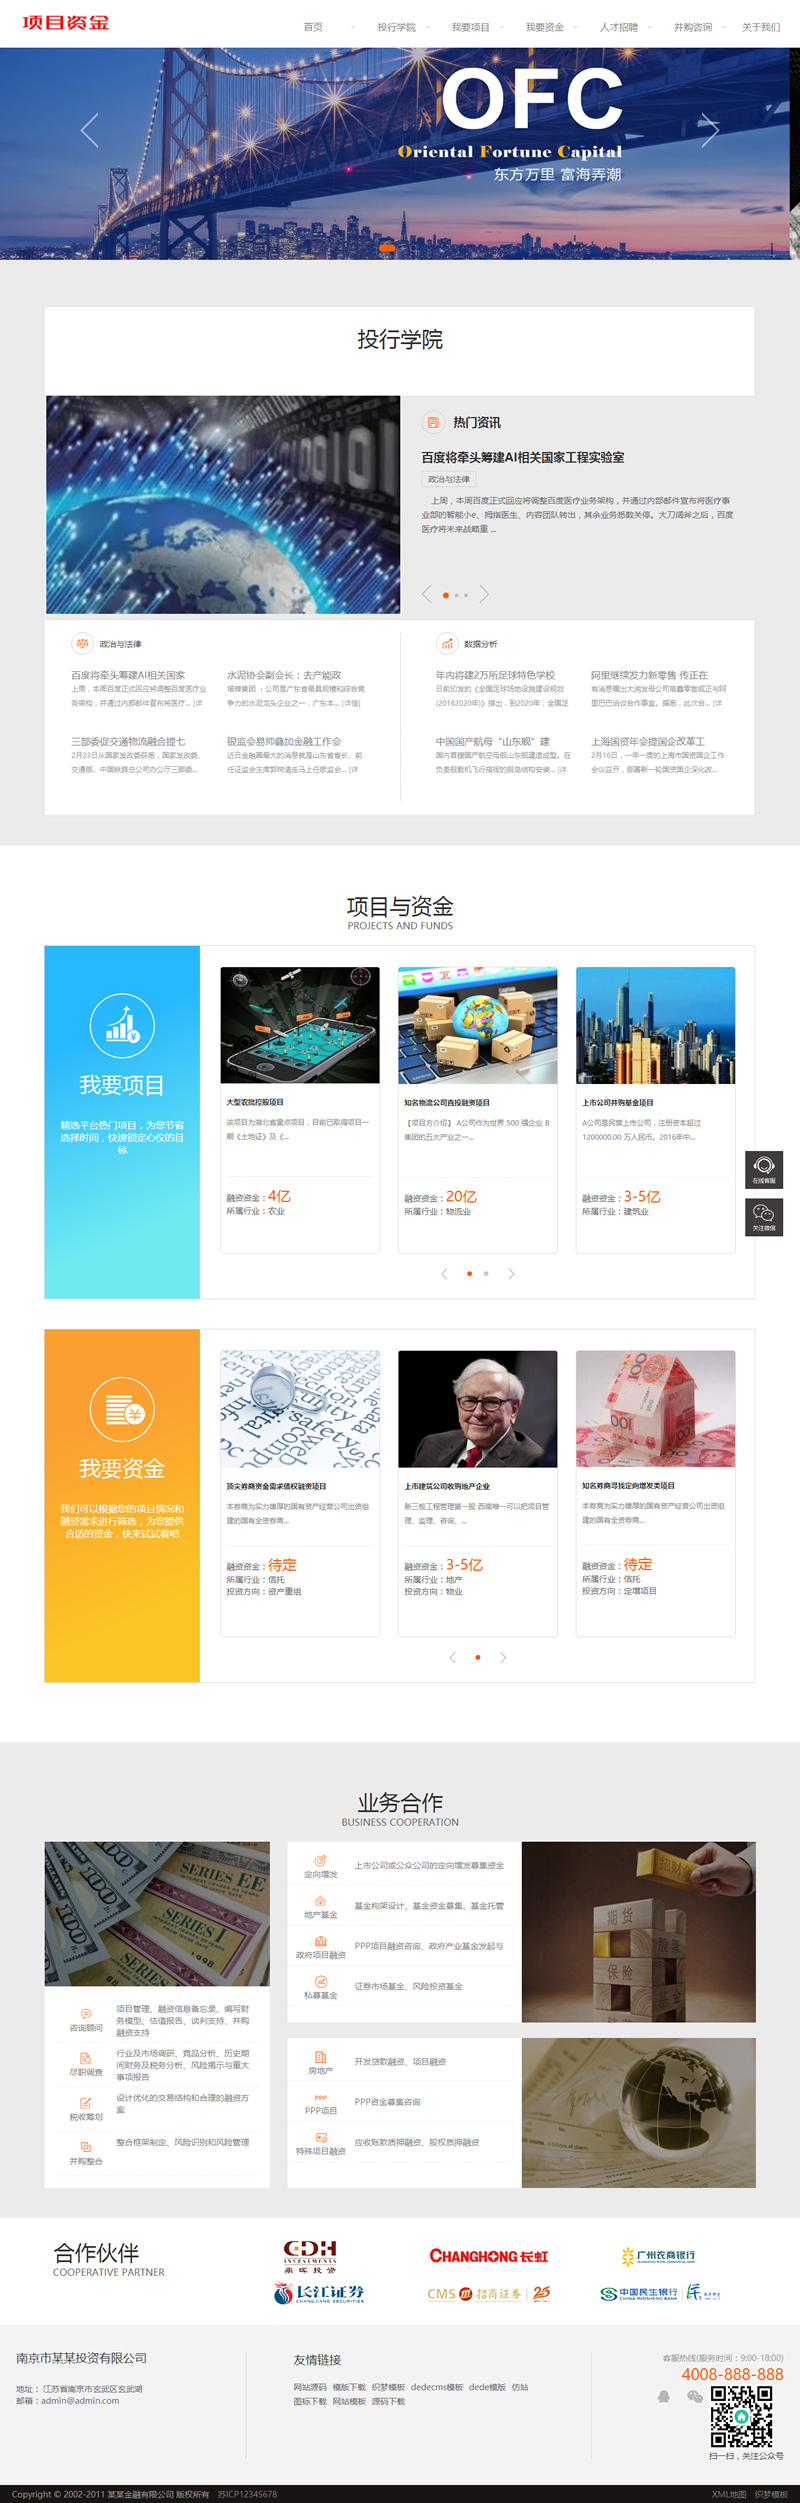 项目资金
首页 - 投行学院 - 我要项目 - 我要资金 - 人才招聘 - 并购咨询 - 关于我们
OFC
Oriental Fortune Capital
东方万里 富海弄潮
投行学院
热门资讯
百度将牵头筹建AI相关国家工程实验室
政治与法律
上周，本周百度正式回应将调整百度医疗业务架构，并通过内部邮件宣布将医疗事
业部的智能小e、拇指医生、内容团队转出，其余业务悉数关停。大刀阔斧之后，百度
医疗将未来战略重 ...
政治与法律
百度将牵头筹建AI相关国家
上周，本周百度正式回应将调整百度医疗业
务架构，并通过内部邮件宣布将医疗... [详
水泥协会副会长：去产能政
塔牌集团 ：公司是广东省最具规模和综合竞
争力的水泥龙头企业之一，广东本... [详情]
三部委促交通物流融合提七
2月23日从国家发改委获悉，国家发改委、
交通部、中国铁路总公司办公厅三部委...
银监会易帅叠加金融工作会
近日金融圈最大的消息就是山东省省长、前
任证监会主席郭树清走马上任银监会... [详
数据分析
年内将建2万所足球特色学校
日前印发的《全国足球场地设施建设规划
(20162020年)》指出，到2020年，全国足
阿里继续发力新零售 传正在
有消息曝出大润发母公司高鑫零售或正与阿
里巴巴洽谈合作事宜。据悉，此次合... [详
中国国产航母“山东舰”建
国内首艘国产航空母舰山东舰建造成型。在
负责舰载机飞行指挥的舰岛结构安装... [详
上海国资年会提国企改革工
2月16日，一年一度的上海市国资国企工作
会议召开，部署新一轮国资国企深化改...
项目与资金
PROJECTS AND FUNDS
我要项目
精选平台热门项目，为您节省
选择时间，快速锁定心仪的目
标
大型农批控股项目
该项目为湖北省重点项目，目前已取得项目一
期《土地证》及《...
融资资金：4亿
所属行业：农业
知名物流公司直投融资项目
【项目方介绍】 A公司作为世界 500 强企业 B
集团的五大产业之一...
融资资金：20亿
所属行业：物流业
上市公司并购基金项目
A公司是民营上市公司，注册资本超过
1200000.00 万人民币。2016年中...
融资资金：3-5亿
所属行业：建筑业
在线客服
关注微信
我要资金
我们可以根据您的项目情况和
融资需求进行筛选，为您提供
合适的资金，快来试试看吧
顶尖券商资金需求债权融资项目
本券商为实力雄厚的国有资产经营公司出资组
建的国有全资券商...
融资资金：待定
所属行业：信托
投资方向：资产重组
上市建筑公司收购地产企业
新三板工程管理第一股 西南唯一可以把项目管
理、监理、咨询、...
融资资金：3-5亿
所属行业：地产
投资方向：物业
知名券商寻找定向增发类项目
本券商为实力雄厚的国有资产经营公司出资组
建的国有全资券商...
融资资金：待定
所属行业：信托
投资方向：定增项目
业务合作
BUSINESS COOPERATION
SERIES EE
SERIES I
1998
咨询顾问
项目管理、融资信息备忘录、编写财
务模型、估值报告、谈判支持、并购
融资支持
尽职调查
行业及市场调研、竞品分析、历史期
间财务及税务分析、风险揭示与重大
事项报告
税收筹划
设计优化的交易结构和合理的融资方
案
并购整合
整合框架制定、风险识别和风险管理
定向增发
上市公司或公众公司的定向增发募集资金
地产基金
基金构架设计、基金资金募集、基金托管
政府项目融资
PPP项目融资咨询、政府产业基金发起与
私募基金
证券市场基金、风险投资基金
招财
期货
股票
保险
房地产
开发贷款融资、项目融资
PPP
PPP项目
PPP资金募集咨询
特殊项目融资
应收账款质押融资、股权质押融资
合作伙伴
COOPERATIVE PARTNER
CDH
INVESTMENTS
鼎晖投资
CHANGHONG 长虹
广州农商银行
长江证券
CHANGJIANG SECURITIES
CMS 招商证券 25
中国民生银行
CHINA MINSHENG BANK
南京市某某投资有限公司
地址： 江苏省南京市玄武区玄武湖
邮箱：admin@admin.com
友情链接
网站源码 模版下载 织梦模板 dedecms模板 dede模版 仿站
图标下载 网站模板 源码下载
客服热线(服务时间：9:00-18:00)
4008-888-888
扫一扫，关注公众号
Copyright © 2002-2011 某某金融有限公司 版权所有 苏ICP12345678
XML地图 织梦模板